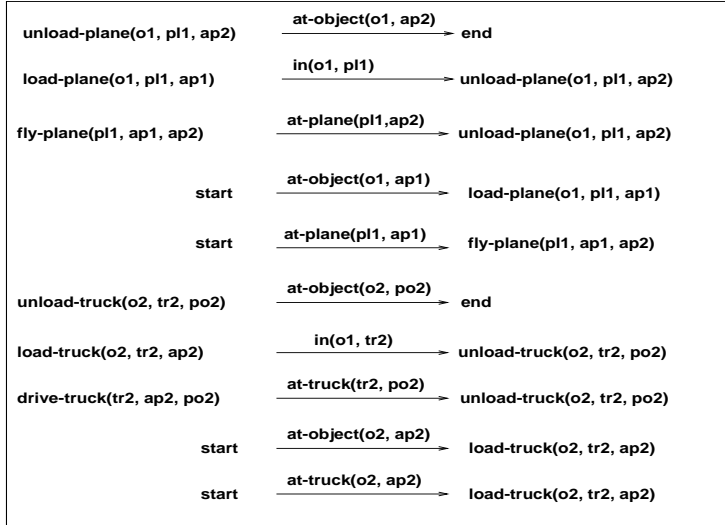 at-object(o1, ap2)
unload-plane(o1, pl1, ap2) end
in(o1, pl1)
load-plane(o1, pl1, ap1) unload-plane(o1, pl1, ap2)
at-plane(pl1,ap2)
fly-plane(pl1, ap1, ap2) unload-plane(o1, pl1, ap2)
at-object(o1, ap1)
start load-plane(o1, pl1, ap1)
at-plane(pl1, ap1)
start fly-plane(pl1, ap1, ap2)
at-object(o2, po2)
unload-truck(o2, tr2, po2) end
in(o1, tr2)
load-truck(o2, tr2, ap2) unload-truck(o2, tr2, po2)
at-truck(tr2, po2)
drive-truck(tr2, ap2, po2) unload-truck(o2, tr2, po2)
at-object(o2, ap2)
start load-truck(o2, tr2, ap2)
at-truck(o2, ap2)
start load-truck(o2, tr2, ap2)